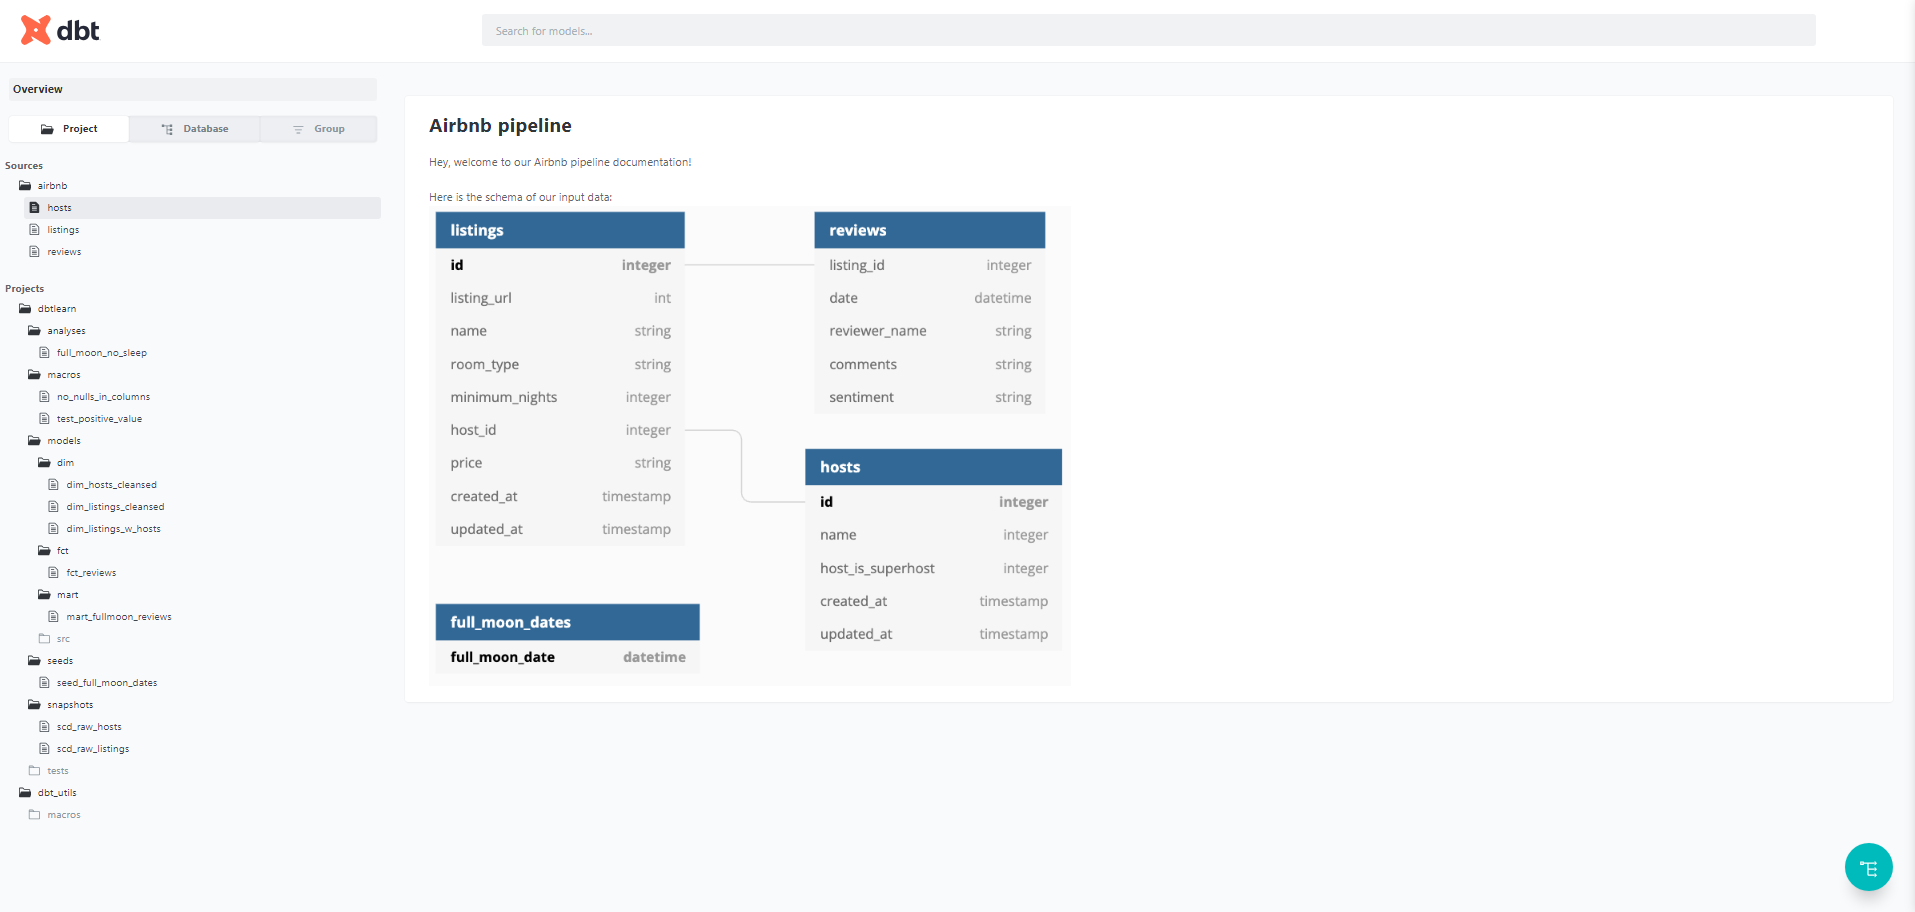 dbt
Search for models...
Overview
Project
Database
Group
Sources
airbnb
hosts
listings
reviews
Projects
dbtlearn
analyses
full_moon_no_sleep
macros
no_nulls_in_columns
test_positive_value
models
dim
dim_hosts_cleansed
dim_listings_cleansed
dim_listings_w_hosts
fct
fct_reviews
mart
mart_fullmoon_reviews
src
seeds
seed_full_moon_dates
snapshots
scd_raw_hosts
scd_raw_listings
tests
dbt_utils
macros
Airbnb pipeline
Hey, welcome to our Airbnb pipeline documentation!
Here is the schema of our input data:
listings
id integer
listing_url int
name string
room_type string
minimum_nights integer
host_id integer
price string
created_at timestamp
updated_at timestamp
reviews
listing_id integer
date datetime
reviewer_name string
comments string
sentiment string
hosts
id integer
name integer
host_is_superhost integer
created_at timestamp
updated_at timestamp
full_moon_dates
full_moon_date datetime